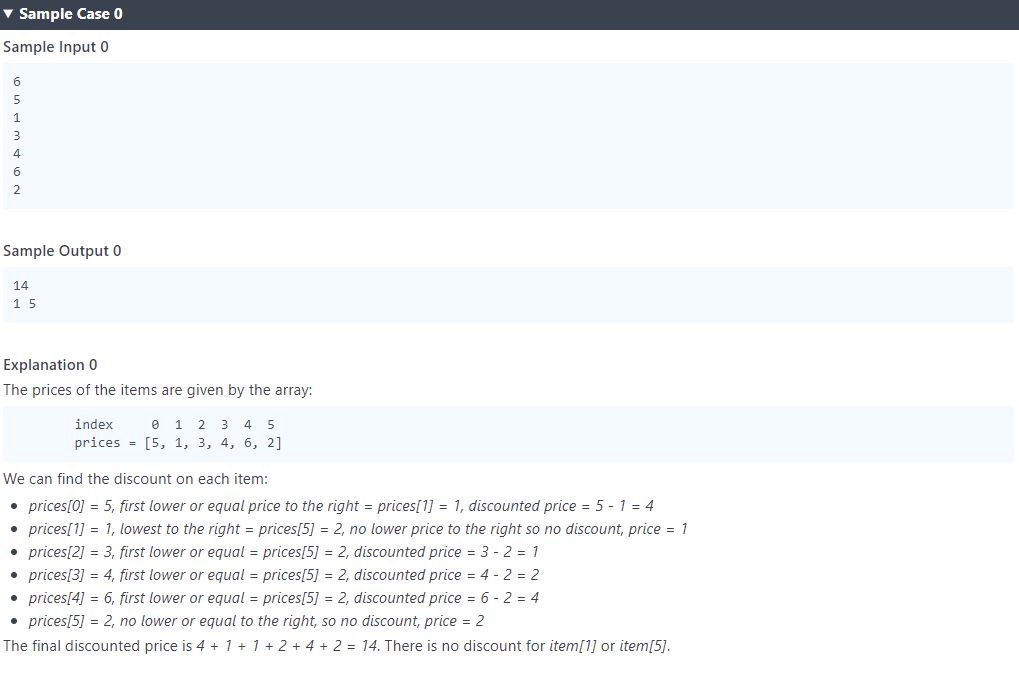 ▼ Sample Case 0
Sample Input 0
6
5
1
3
4
6
2
Sample Output 0
14
1 5
Explanation 0
The prices of the items are given by the array:
index 0 1 2 3 4 5
prices = [5, 1, 3, 4, 6, 2]
We can find the discount on each item:
• prices[0] = 5, first lower or equal price to the right = prices[1] = 1, discounted price = 5 - 1 = 4
• prices[1] = 1, lowest to the right = prices[5] = 2, no lower price to the right so no discount, price = 1
• prices[2] = 3, first lower or equal = prices[5] = 2, discounted price = 3 - 2 = 1
• prices[3] = 4, first lower or equal = prices[5] = 2, discounted price = 4 - 2 = 2
• prices[4] = 6, first lower or equal = prices[5] = 2, discounted price = 6 - 2 = 4
• prices[5] = 2, no lower or equal to the right, so no discount, price = 2
The final discounted price is 4 + 1 + 1 + 2 + 4 + 2 = 14. There is no discount for item[1] or item[5].